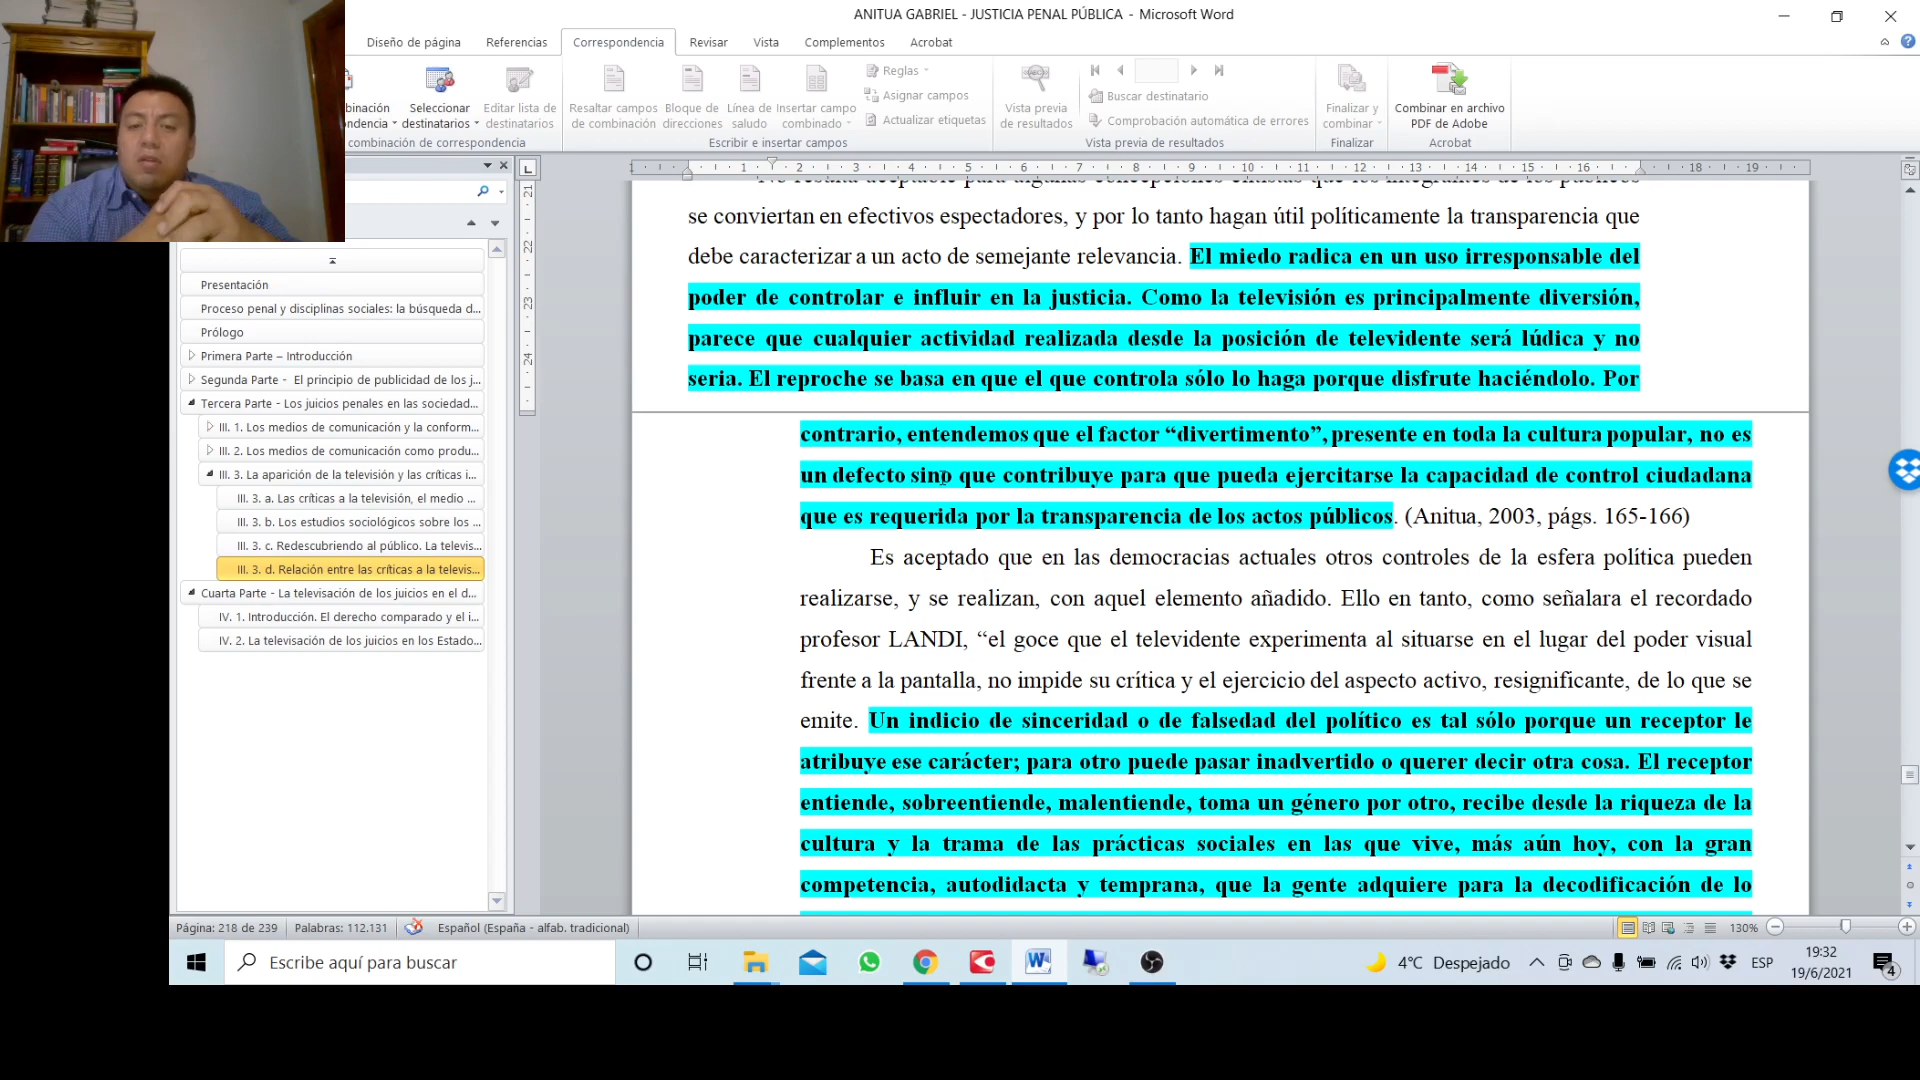 ANITUA GABRIEL - JUSTICIA PENAL PÚBLICA - Microsoft Word
Diseño de página Referencias Correspondencia Revisar Vista Complementos Acrobat
Seleccionar destinatarios
Editar lista de destinatarios
Resaltar campos de combinación
Bloque de direcciones
Línea de saludo
Insertar campo combinado
Reglas
Asignar campos
Actualizar etiquetas
Vista previa de resultados
Buscar destinatario
Comprobación automática de errores
Finalizar y combinar
Combinar en archivo PDF de Adobe
combinación de correspondencia
Escribir e insertar campos
Vista previa de resultados
Finalizar
Acrobat
Presentación
Proceso penal y disciplinas sociales: la búsqueda d...
Prólogo
Primera Parte – Introducción
Segunda Parte - El principio de publicidad de los j...
Tercera Parte - Los juicios penales en las sociedad...
III. 1. Los medios de comunicación y la conform...
III. 2. Los medios de comunicación como produ...
III. 3. La aparición de la televisión y las críticas i...
III. 3. a. Las críticas a la televisión, el medio ...
III. 3. b. Los estudios sociológicos sobre los ...
III. 3. c. Redescubriendo al público. La televis...
III. 3. d. Relación entre las críticas a la televis...
Cuarta Parte - La televisación de los juicios en el d...
IV. 1. Introducción. El derecho comparado y el i...
IV. 2. La televisación de los juicios en los Estado...
se conviertan en efectivos espectadores, y por lo tanto hagan útil políticamente la transparencia que
debe caracterizar a un acto de semejante relevancia. El miedo radica en un uso irresponsable del
poder de controlar e influir en la justicia. Como la televisión es principalmente diversión,
parece que cualquier actividad realizada desde la posición de televidente será lúdica y no
seria. El reproche se basa en que el que controla sólo lo haga porque disfrute haciéndolo. Por
contrario, entendemos que el factor “divertimento”, presente en toda la cultura popular, no es
un defecto sino que contribuye para que pueda ejercitarse la capacidad de control ciudadana
que es requerida por la transparencia de los actos públicos. (Anitua, 2003, págs. 165-166)
Es aceptado que en las democracias actuales otros controles de la esfera política pueden
realizarse, y se realizan, con aquel elemento añadido. Ello en tanto, como señalara el recordado
profesor LANDI, “el goce que el televidente experimenta al situarse en el lugar del poder visual
frente a la pantalla, no impide su crítica y el ejercicio del aspecto activo, resignificante, de lo que se
emite. Un indicio de sinceridad o de falsedad del político es tal sólo porque un receptor le
atribuye ese carácter; para otro puede pasar inadvertido o querer decir otra cosa. El receptor
entiende, sobreentiende, malentiende, toma un género por otro, recibe desde la riqueza de la
cultura y la trama de las prácticas sociales en las que vive, más aún hoy, con la gran
competencia, autodidacta y temprana, que la gente adquiere para la decodificación de lo
Página: 218 de 239 Palabras: 112.131 Español (España - alfab. tradicional) 130%
Escribe aquí para buscar
4°C Despejado ESP 19:32
19/6/2021
4